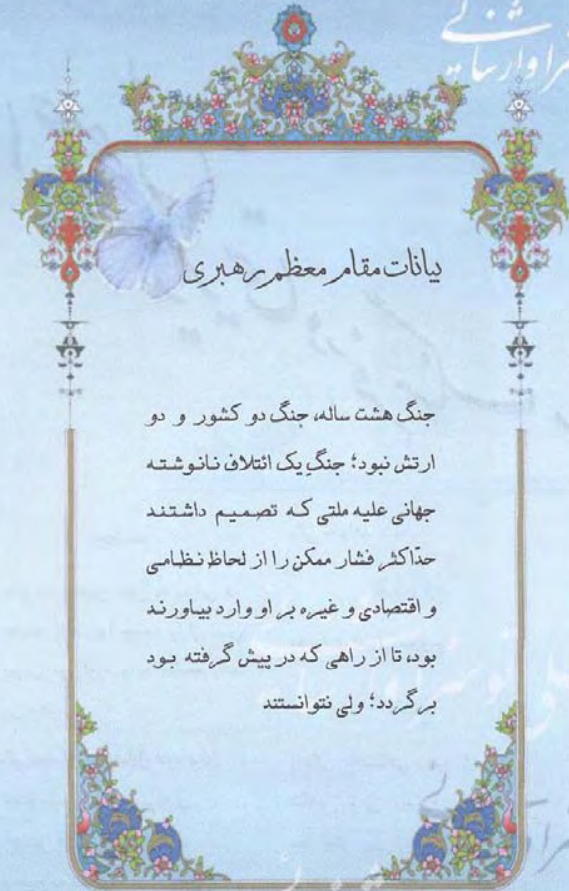 بیانات مقام معظم رهبری
جنگ هشت ساله، جنگ دو کشور و دو
ارتش نبود؛ جنگِ یک ائتلاف نانوشته
جهانی علیه ملتی که تصمیم داشتند
حدّاکثر فشار ممکن را از لحاظ نظامی
و اقتصادی و غیره بر او وارد بیاورند
بود، تا از راهی که در پیش گرفته بود
برگردد؛ ولی نتوانستند